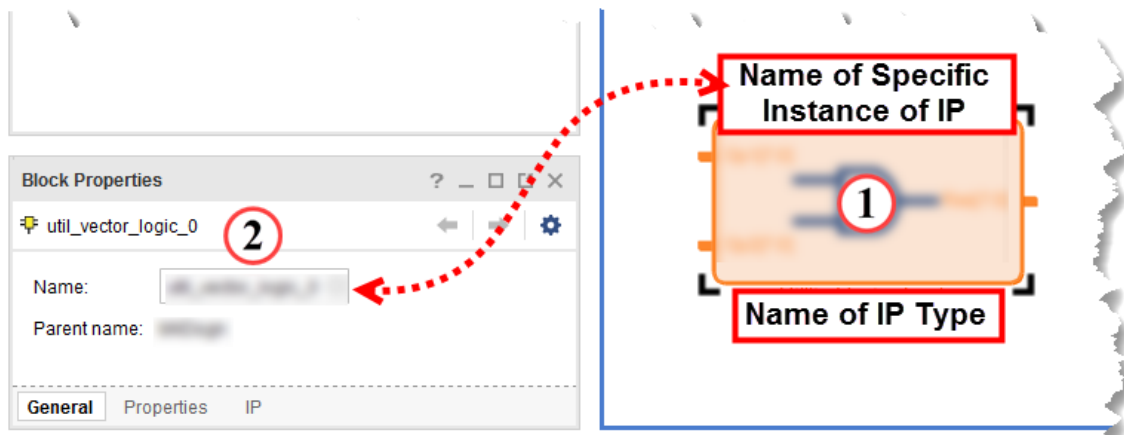 Block Properties
? _
util_vector_logic_0
2
Name:
Parent name:
General Properties IP
Name of Specific
Instance of IP
1
Name of IP Type